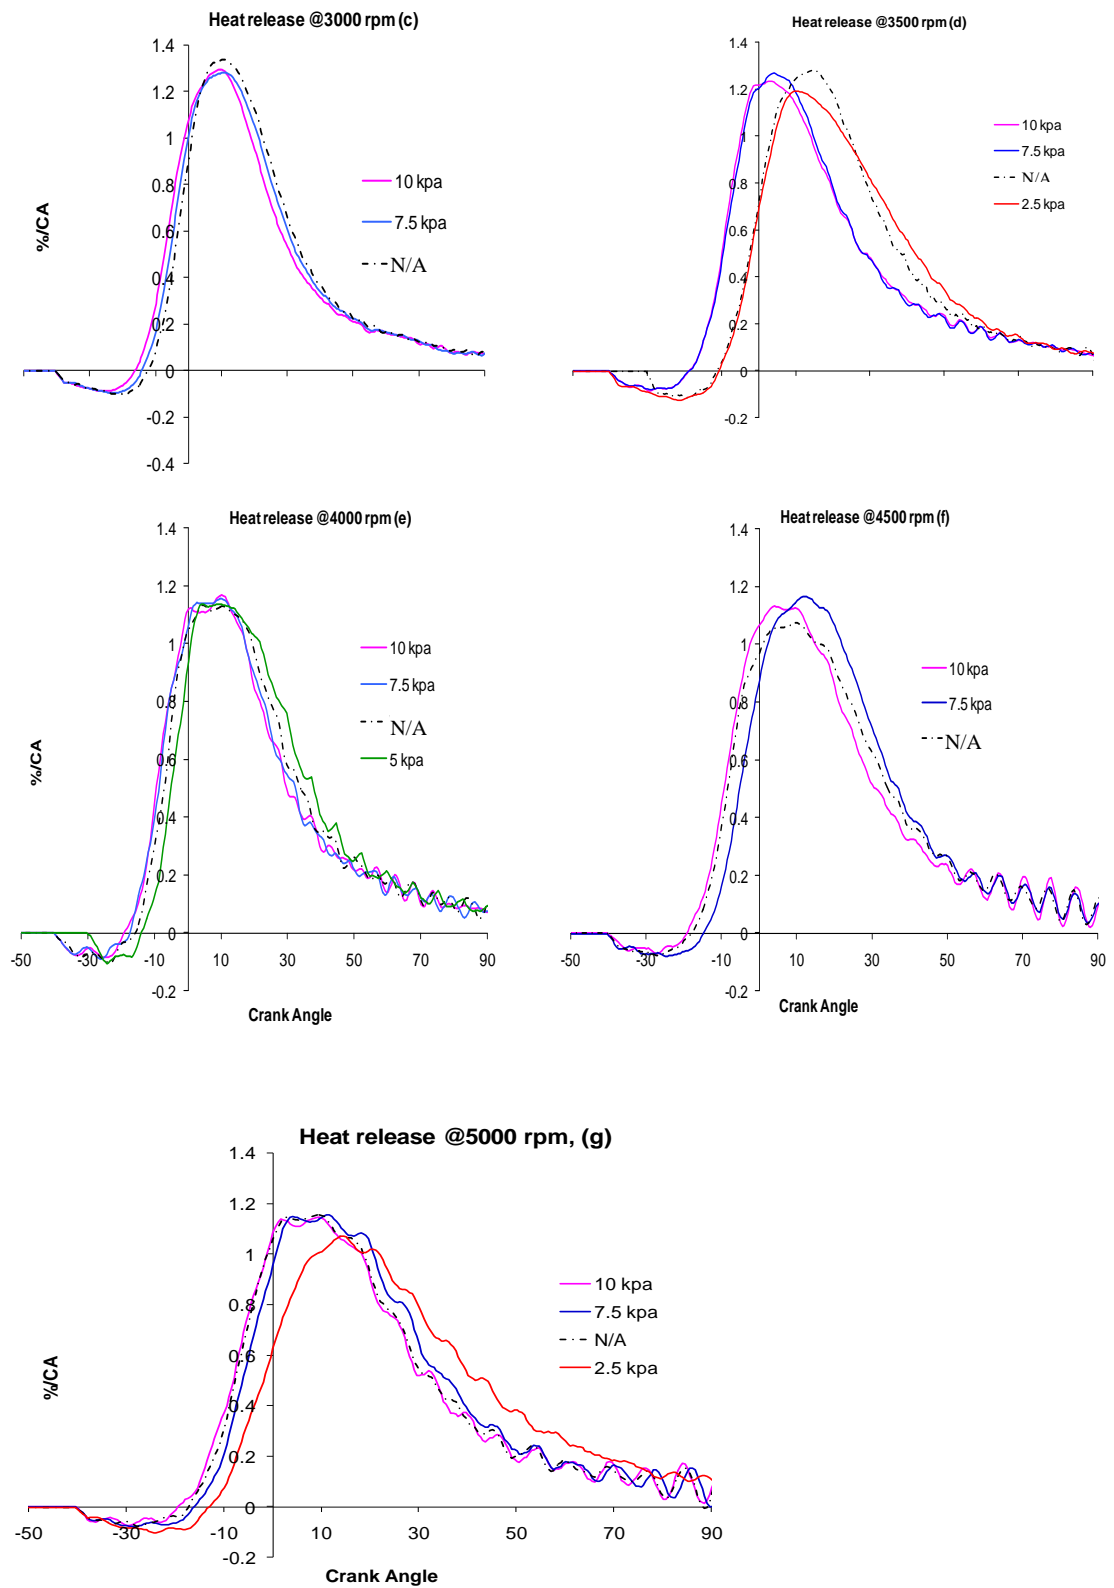 Heat release @3000 rpm (c)
1.4
1.2
1
0.8
0.6
0.4
0.2
0
-0.2
-0.4
%/CA
10 kpa
7.5 kpa
N/A
Heat release @3500 rpm (d)
1.4
1.2
1
0.8
0.6
0.4
0.2
0
-0.2
10 kpa
7.5 kpa
N/A
2.5 kpa
Heat release @4000 rpm (e)
1.4
1.2
1
0.8
0.6
0.4
0.2
0
-0.2
-50 -30 -10 10 30 50 70 90
%/CA
Crank Angle
10 kpa
7.5 kpa
N/A
5 kpa
Heat release @4500 rpm (f)
1.4
1.2
1
0.8
0.6
0.4
0.2
0
-0.2
-50 -30 -10 10 30 50 70 90
Crank Angle
10 kpa
7.5 kpa
N/A
Heat release @5000 rpm, (g)
1.4
1.2
1
0.8
0.6
0.4
0.2
0
-0.2
-50 -30 -10 10 30 50 70 90
%/CA
Crank Angle
10 kpa
7.5 kpa
N/A
2.5 kpa